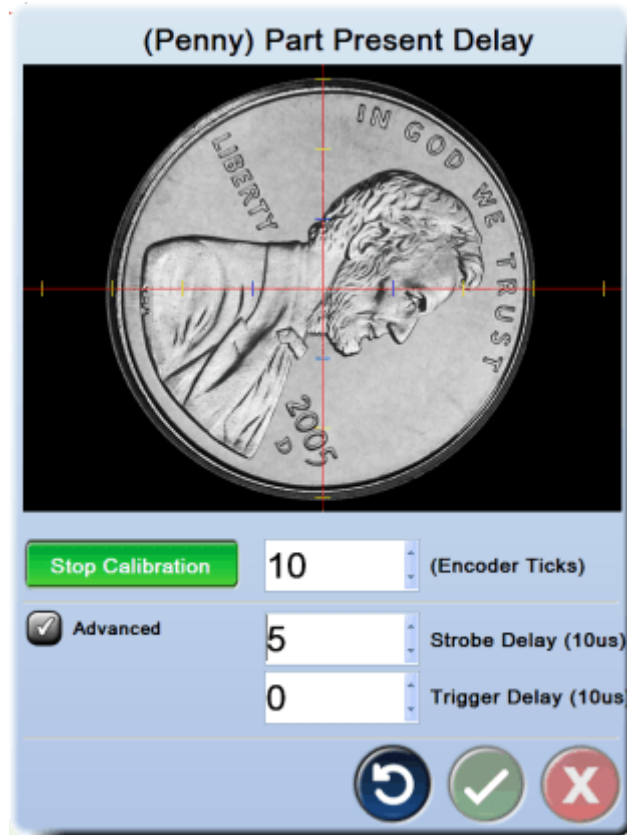 (Penny) Part Present Delay
LIBERTY
IN GOD WE TRUST
2005
D
Stop Calibration
10
(Encoder Ticks)
Advanced
5
Strobe Delay (10us)
0
Trigger Delay (10us)